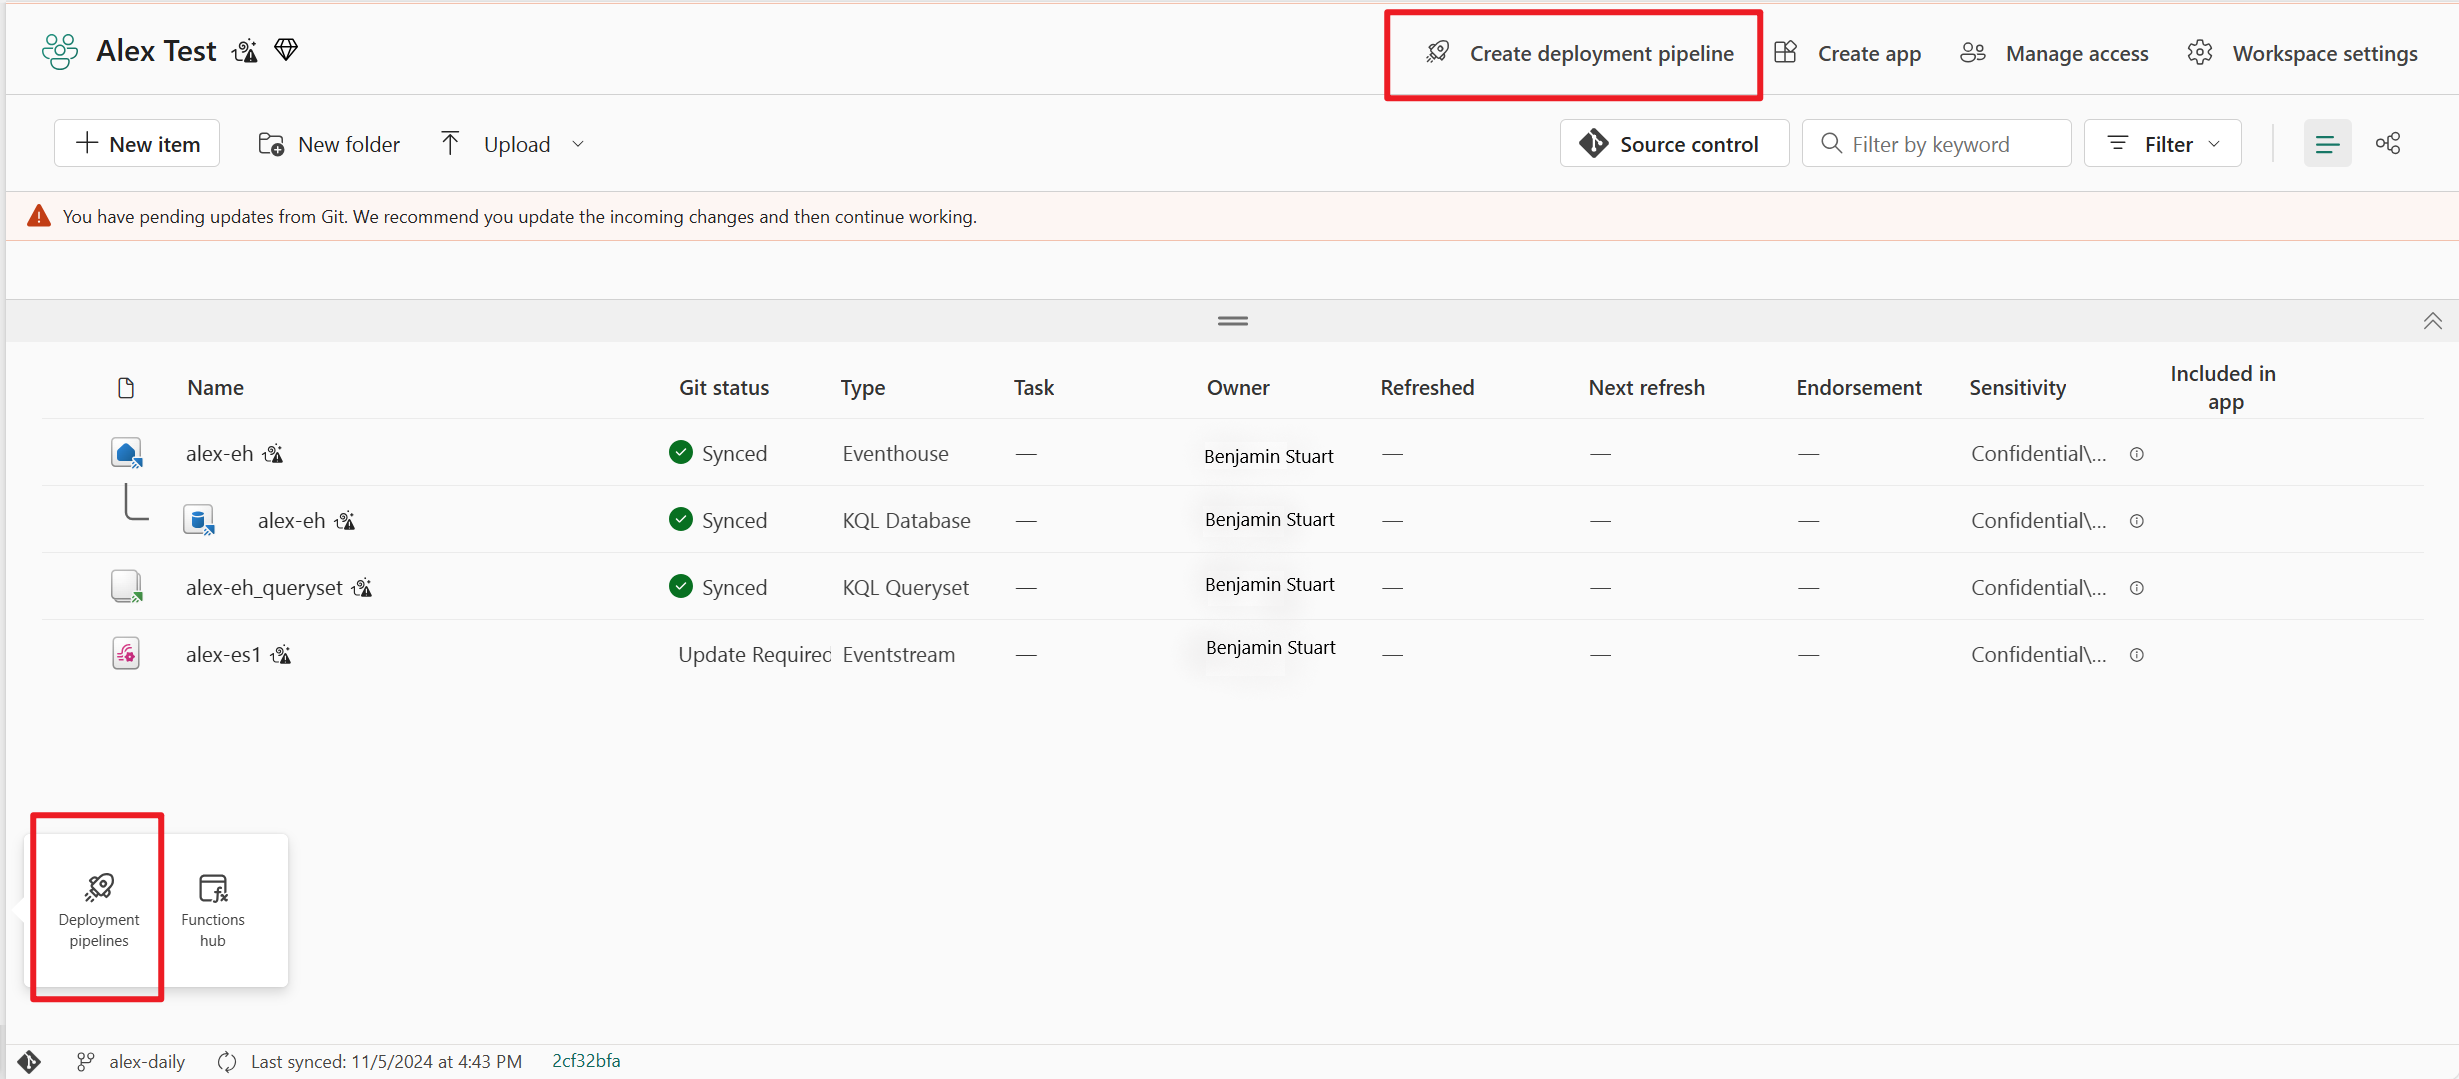 Alex Test
Create deployment pipeline
Create app
Manage access
Workspace settings
New item
New folder
Upload
Source control
Filter by keyword
Filter
You have pending updates from Git. We recommend you update the incoming changes and then continue working.
Name Git status Type Task Owner Refreshed Next refresh Endorsement Sensitivity Included in
app
alex-eh Synced Eventhouse — Benjamin Stuart — — — Confidential\...
alex-eh Synced KQL Database — Benjamin Stuart — — — Confidential\...
alex-eh_queryset Synced KQL Queryset — Benjamin Stuart — — — Confidential\...
alex-es1 Update Required Eventstream — Benjamin Stuart — — — Confidential\...
Deployment
pipelines
Functions
hub
alex-daily Last synced: 11/5/2024 at 4:43 PM 2cf32bfa